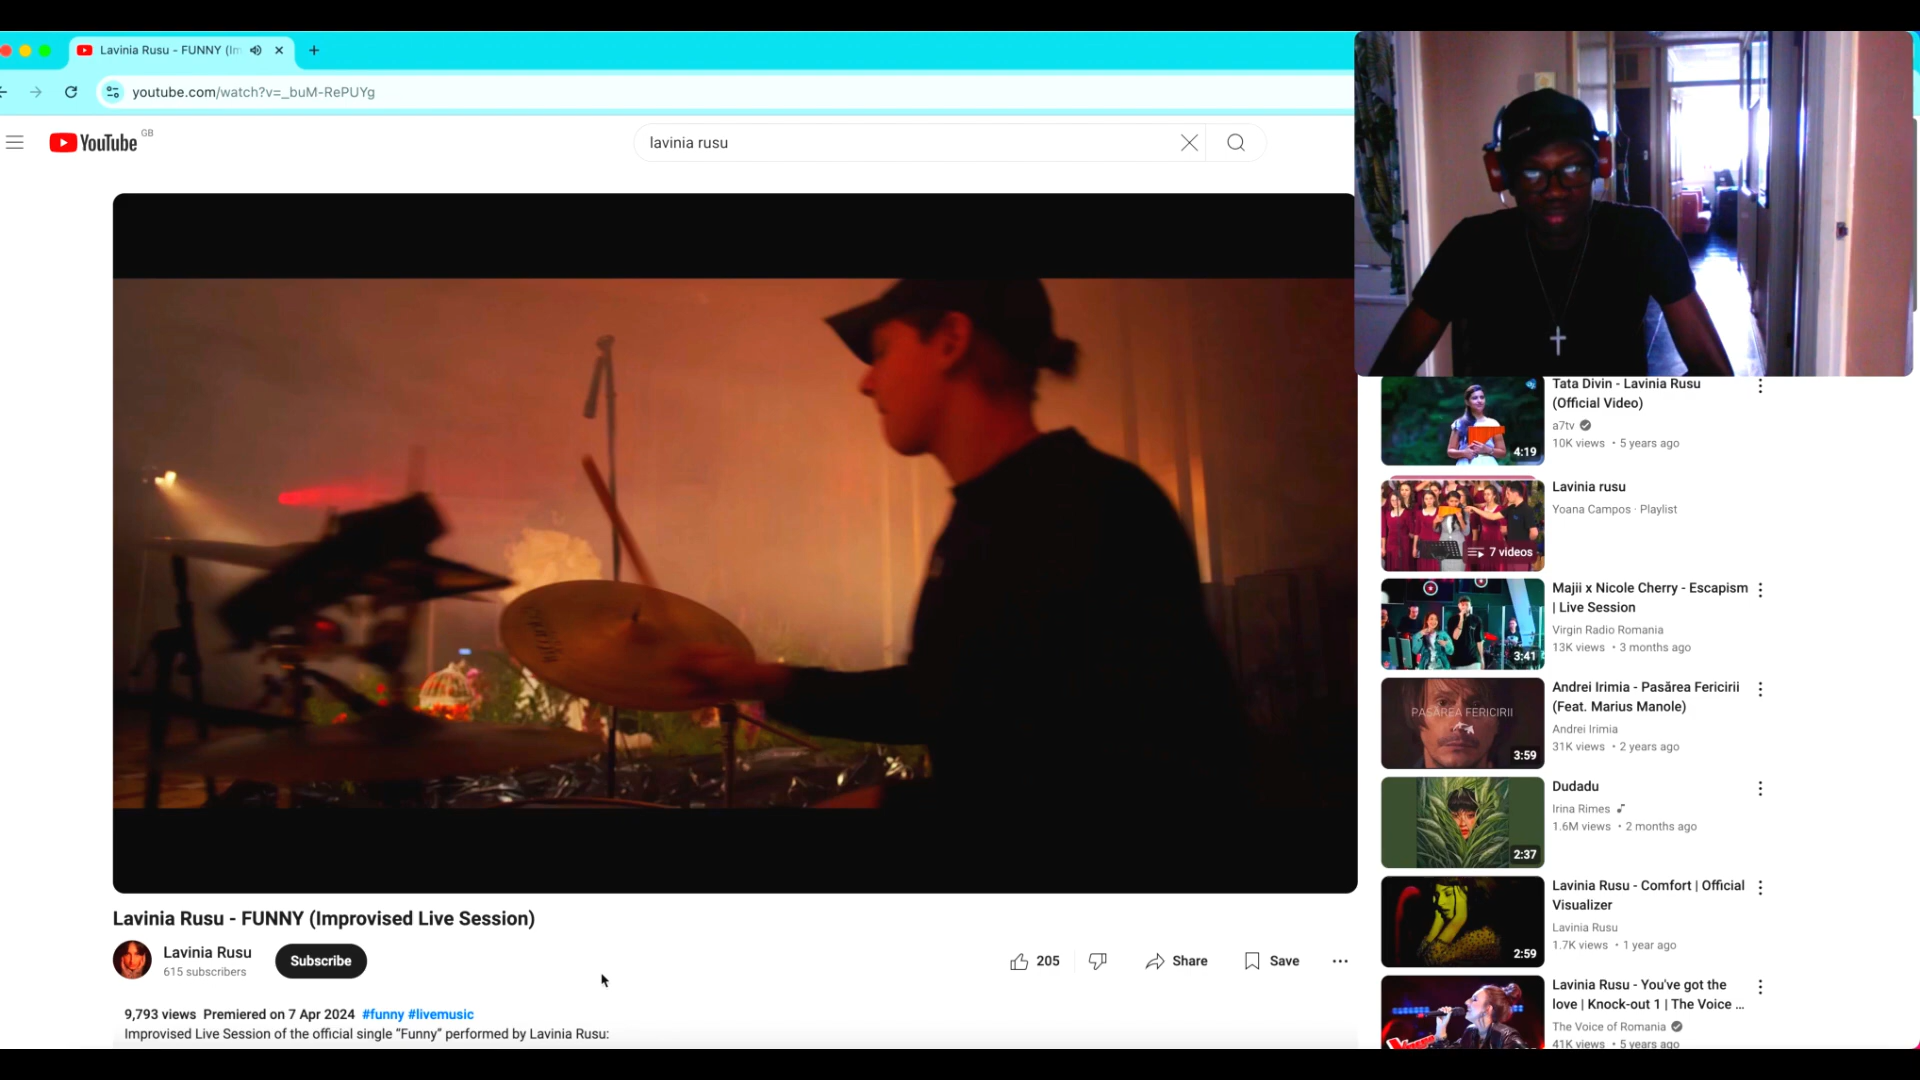 Lavinia Rusu - FUNNY (Im
youtube.com/watch?v=_buM-RePUYg
YouTube GB
lavinia rusu
Tata Divin - Lavinia Rusu
(Official Video)
a7tv
10K views • 5 years ago
4:19
Lavinia rusu
Yoana Campos · Playlist
7 videos
Majii x Nicole Cherry - Escapism
| Live Session
Virgin Radio Romania
13K views • 3 months ago
3:41
Andrei Irimia - Pasărea Fericirii
(Feat. Marius Manole)
Andrei Irimia
31K views • 2 years ago
PASĂREA FERICIRII
3:59
Dudadu
Irina Rimes
1.6M views • 2 months ago
2:37
Lavinia Rusu - Comfort | Official
Visualizer
Lavinia Rusu
1.7K views • 1 year ago
2:59
Lavinia Rusu - You've got the
love | Knock-out 1 | The Voice ...
The Voice of Romania
41K views • 5 years ago
Lavinia Rusu - FUNNY (Improvised Live Session)
Lavinia Rusu
615 subscribers
Subscribe
205
Share
Save
9,793 views Premiered on 7 Apr 2024 #funny #livemusic
Improvised Live Session of the official single “Funny” performed by Lavinia Rusu: